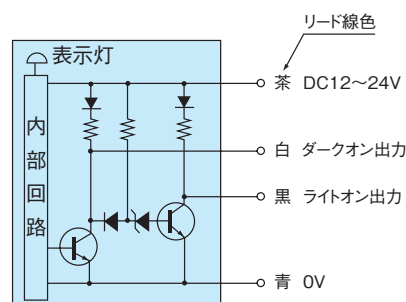 リード線色
表示灯
茶 DC12～24V
内部回路
白 ダークオン出力
黒 ライトオン出力
青 0V